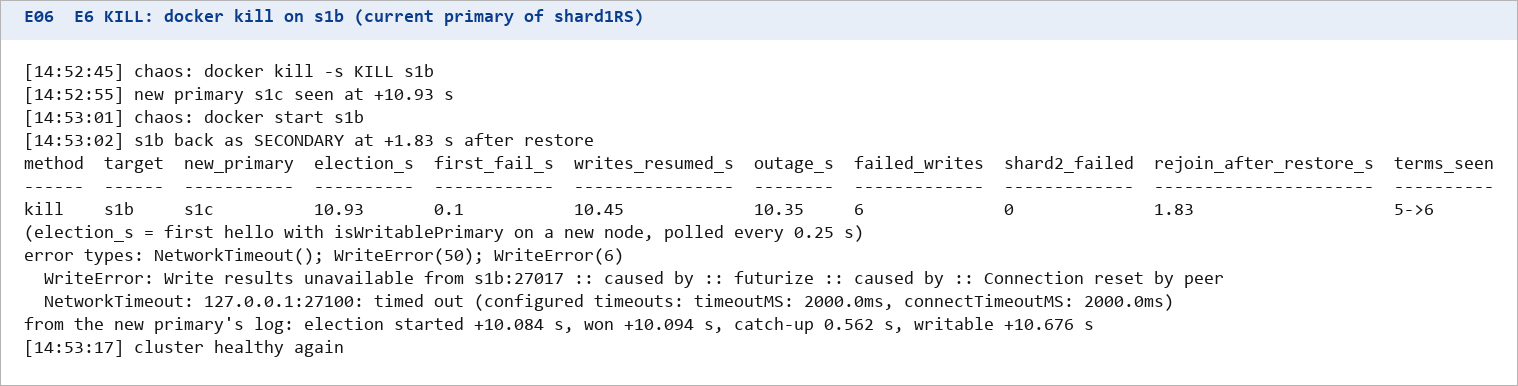 E06  E6 KILL: docker kill on s1b (current primary of shard1RS)
[14:52:45] chaos: docker kill -s KILL s1b
[14:52:55] new primary s1c seen at +10.93 s
[14:53:01] chaos: docker start s1b
[14:53:02] s1b back as SECONDARY at +1.83 s after restore
method  target  new_primary  election_s  first_fail_s  writes_resumed_s  outage_s  failed_writes  shard2_failed  rejoin_after_restore_s  terms_seen
------  ------  -----------  ----------  ------------  ----------------  --------  -------------  -------------  ----------------------  ----------
kill    s1b     s1c          10.93       0.1           10.45             10.35     6              0              1.83                    5->6
(election_s = first hello with isWritablePrimary on a new node, polled every 0.25 s)
error types: NetworkTimeout(); WriteError(50); WriteError(6)
  WriteError: Write results unavailable from s1b:27017 :: caused by :: futurize :: caused by :: Connection reset by peer
  NetworkTimeout: 127.0.0.1:27100: timed out (configured timeouts: timeoutMS: 2000.0ms, connectTimeoutMS: 2000.0ms)
from the new primary's log: election started +10.084 s, won +10.094 s, catch-up 0.562 s, writable +10.676 s
[14:53:17] cluster healthy again